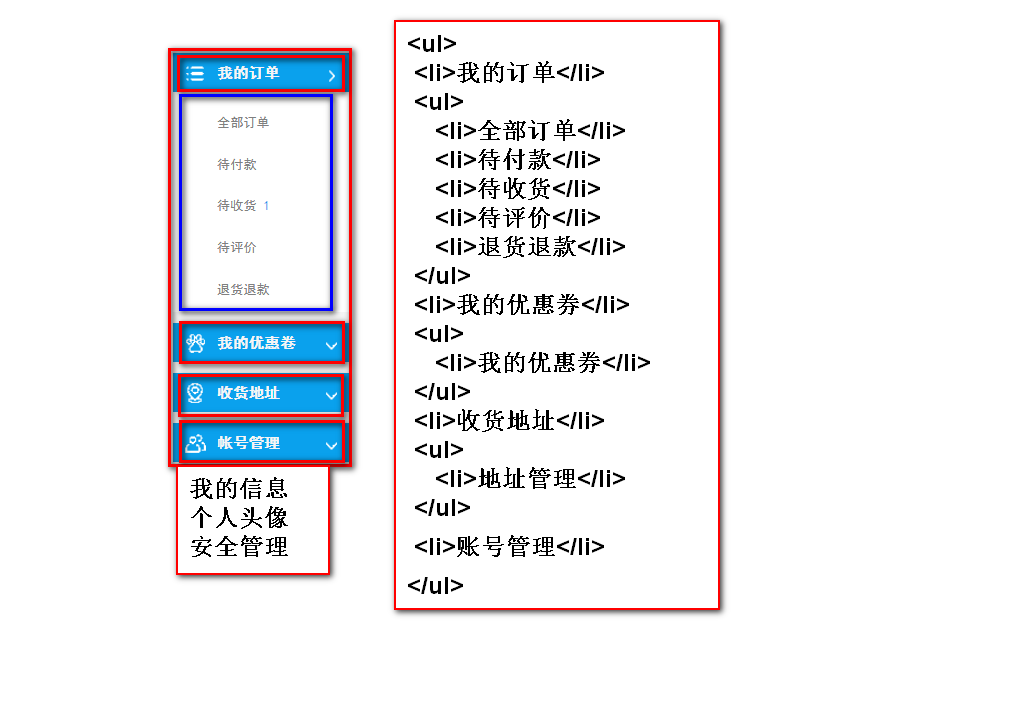 我的订单
全部订单
待付款
待收货 1
待评价
退货退款
我的优惠卷
收货地址
帐号管理
我的信息
个人头像
安全管理
<ul>
<li>我的订单</li>
<ul>
<li>全部订单</li>
<li>待付款</li>
<li>待收货</li>
<li>待评价</li>
<li>退货退款</li>
</ul>
<li>我的优惠券</li>
<ul>
<li>我的优惠券</li>
</ul>
<li>收货地址</li>
<ul>
<li>地址管理</li>
</ul>
<li>账号管理</li>
</ul>